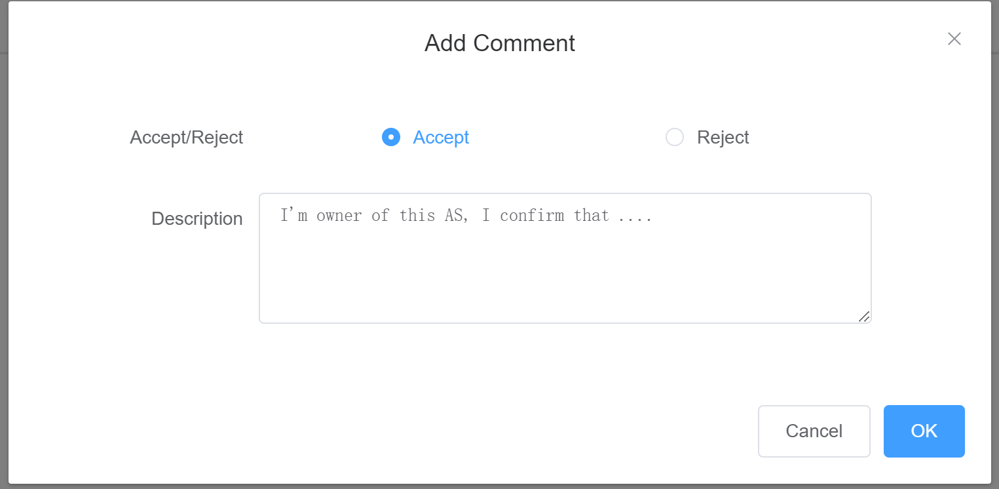 Add Comment
Accept/Reject Accept Reject
Description
I'm owner of this AS, I confirm that ....
Cancel OK